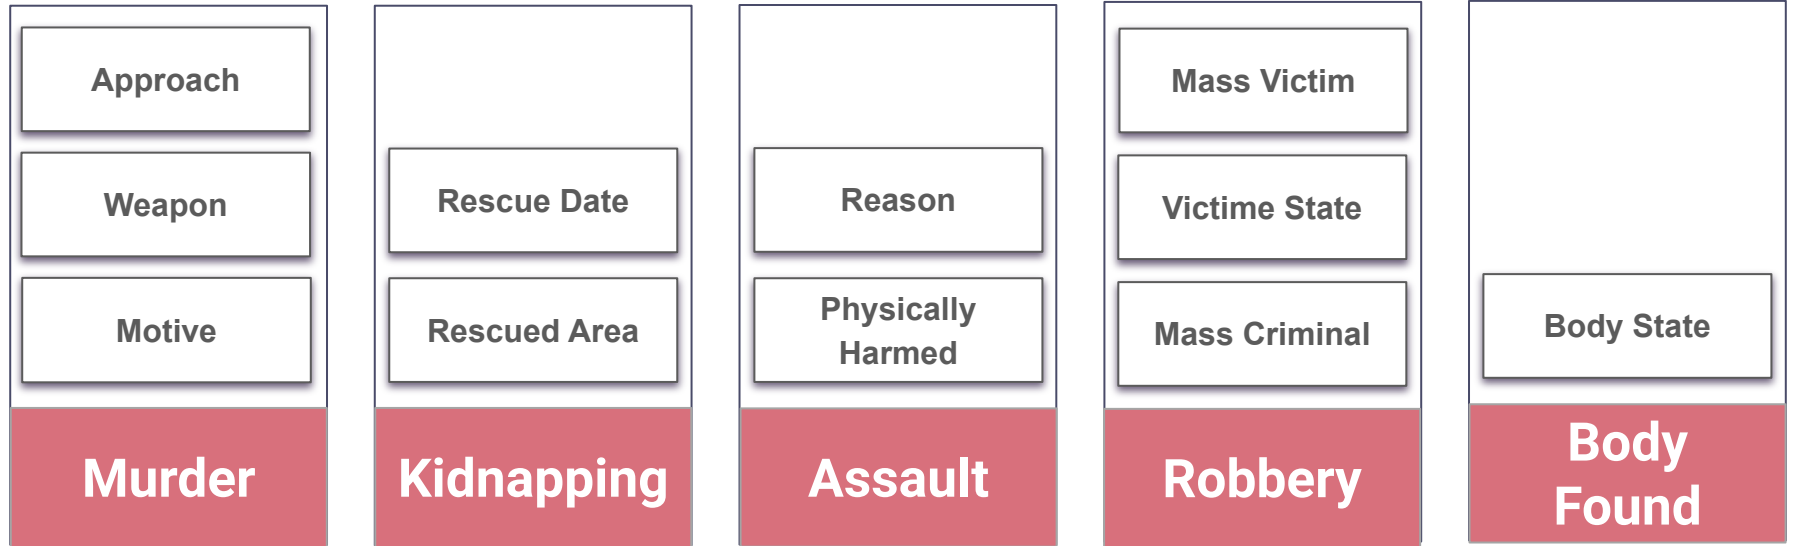 Approach
Weapon
Motive
Murder
Rescue Date
Rescued Area
Kidnapping
Reason
Physically
Harmed
Assault
Mass Victim
Victime State
Mass Criminal
Robbery
Body State
Body
Found